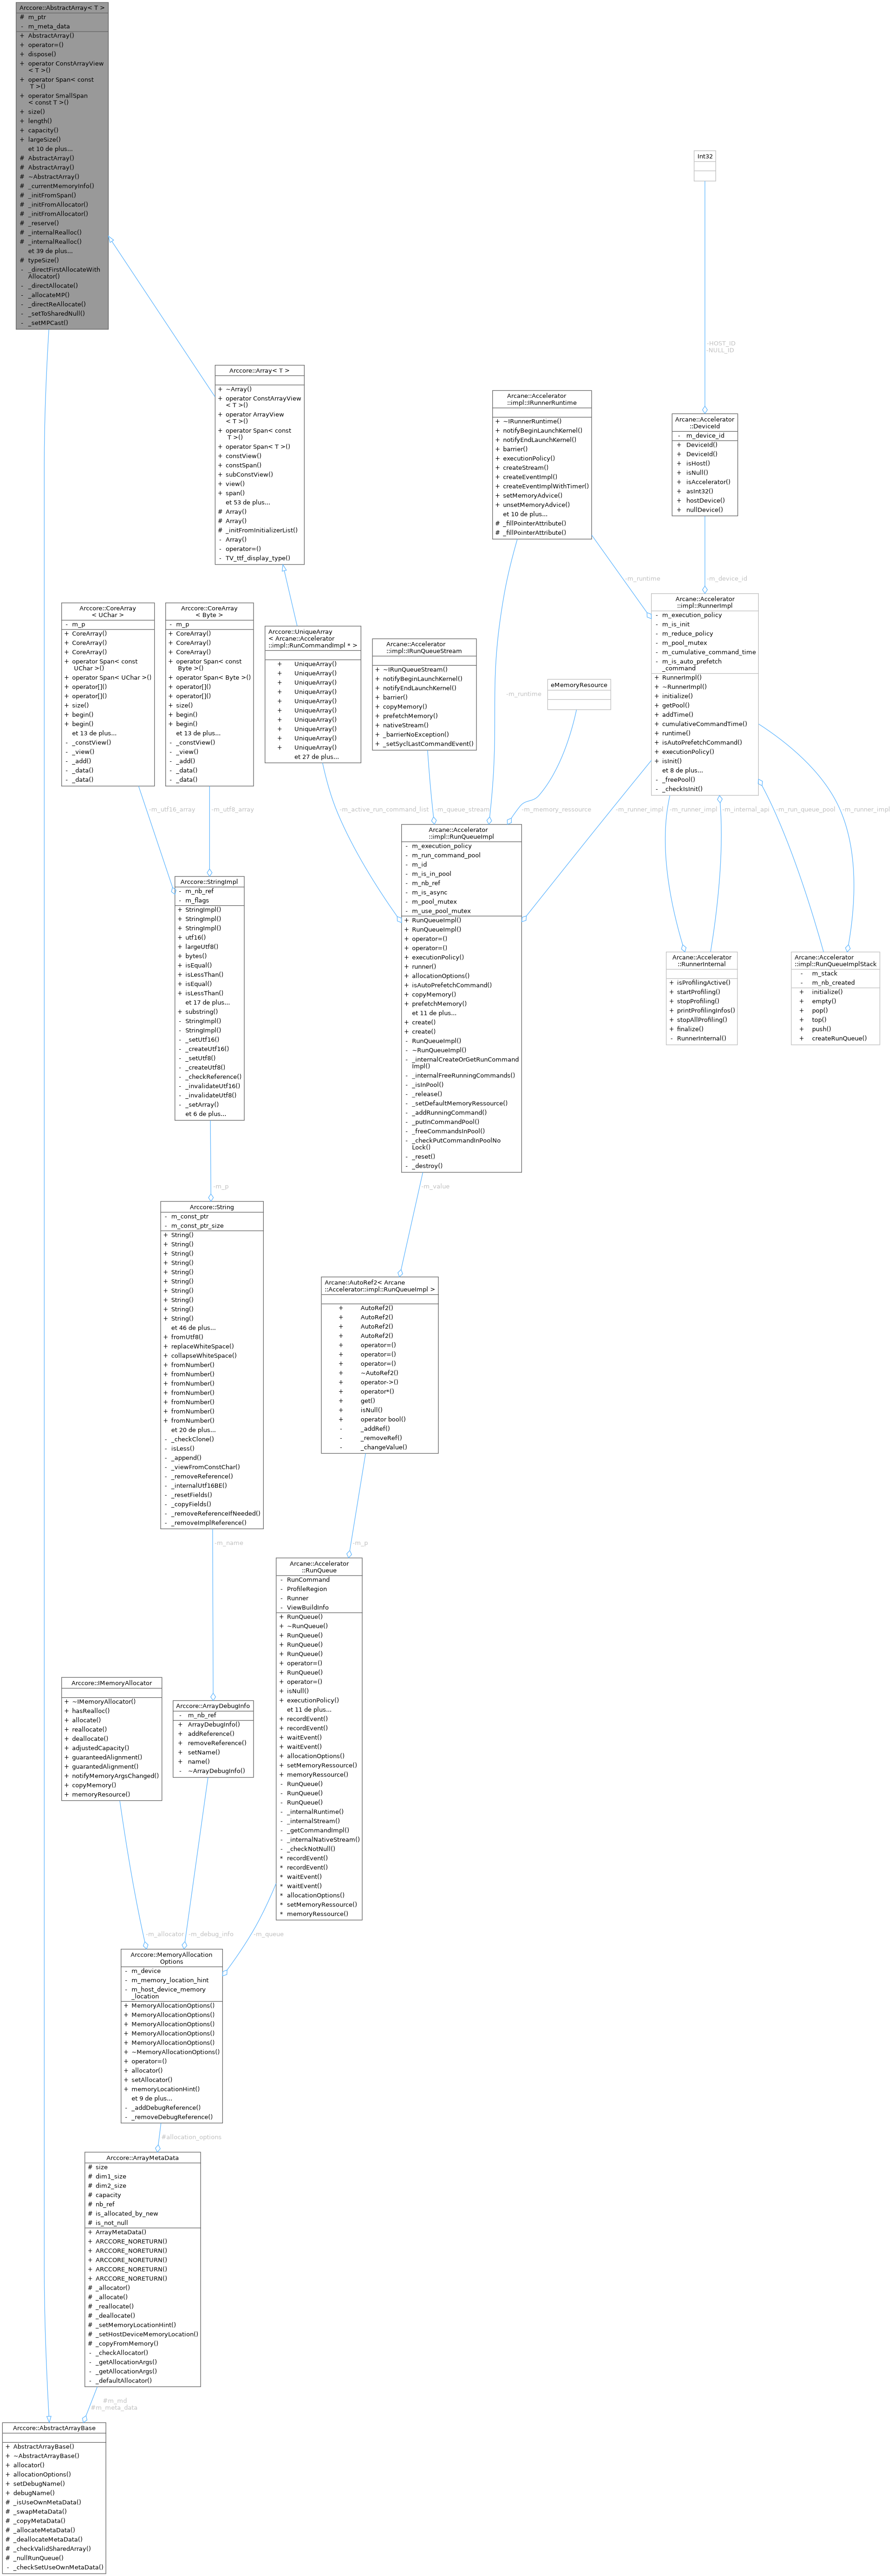 Arccore::AbstractArray< T >
# m_ptr
- m_meta_data
+ AbstractArray()
+ operator=()
+ dispose()
+ operator ConstArrayView
< T >()
+ operator Span< const
T >()
+ operator SmallSpan
< const T >()
+ size()
+ length()
+ capacity()
+ largeSize()
et 10 de plus...
# AbstractArray()
# AbstractArray()
# ~AbstractArray()
# _currentMemoryInfo()
# _initFromSpan()
# _initFromAllocator()
# _initFromAllocator()
# _reserve()
# _internalRealloc()
# _internalRealloc()
et 39 de plus...
# typeSize()
- _directFirstAllocateWith
Allocator()
- _directAllocate()
- _allocateMP()
- _directReAllocate()
- _setToSharedNull()
- _setMPCast()
Int32
-HOST_ID
-NULL_ID
Arccore::Array< T >
+ ~Array()
+ operator ConstArrayView
< T >()
+ operator ArrayView
< T >()
+ operator Span< const
T >()
+ operator Span< T >()
+ constView()
+ constSpan()
+ subConstView()
+ view()
+ span()
et 53 de plus...
# Array()
# Array()
# _initFromInitializerList()
- Array()
- operator=()
- TV_ttf_display_type()
Arcane::Accelerator
::impl::IRunnerRuntime
+ ~IRunnerRuntime()
+ notifyBeginLaunchKernel()
+ notifyEndLaunchKernel()
+ barrier()
+ executionPolicy()
+ createStream()
+ createEventImpl()
+ createEventImplWithTimer()
+ setMemoryAdvice()
+ unsetMemoryAdvice()
et 10 de plus...
# _fillPointerAttribute()
# _fillPointerAttribute()
Arcane::Accelerator
::DeviceId
- m_device_id
+ DeviceId()
+ DeviceId()
+ isHost()
+ isNull()
+ isAccelerator()
+ asInt32()
+ hostDevice()
+ nullDevice()
-m_runtime
-m_device_id
Arccore::CoreArray
< UChar >
- m_p
+ CoreArray()
+ CoreArray()
+ CoreArray()
+ operator Span< const
UChar >()
+ operator Span< UChar >()
+ operator[]()
+ operator[]()
+ size()
+ begin()
+ begin()
et 13 de plus...
- _constView()
- _view()
- _add()
- _data()
- _data()
Arccore::CoreArray
< Byte >
- m_p
+ CoreArray()
+ CoreArray()
+ CoreArray()
+ operator Span< const
Byte >()
+ operator Span< Byte >()
+ operator[]()
+ operator[]()
+ size()
+ begin()
+ begin()
et 13 de plus...
- _constView()
- _view()
- _add()
- _data()
- _data()
Arccore::UniqueArray
< Arcane::Accelerator
::impl::RunCommandImpl * >
+ UniqueArray()
+ UniqueArray()
+ UniqueArray()
+ UniqueArray()
+ UniqueArray()
+ UniqueArray()
+ UniqueArray()
+ UniqueArray()
+ UniqueArray()
+ UniqueArray()
et 27 de plus...
Arcane::Accelerator
::impl::IRunQueueStream
+ ~IRunQueueStream()
+ notifyBeginLaunchKernel()
+ notifyEndLaunchKernel()
+ barrier()
+ copyMemory()
+ prefetchMemory()
+ nativeStream()
+ _barrierNoException()
+ _setSyclLastCommandEvent()
-m_runtime
eMemoryResource
Arcane::Accelerator
::impl::RunnerImpl
- m_execution_policy
- m_is_init
- m_reduce_policy
- m_pool_mutex
- m_cumulative_command_time
- m_is_auto_prefetch
_command
+ RunnerImpl()
+ ~RunnerImpl()
+ initialize()
+ getPool()
+ addTime()
+ cumulativeCommandTime()
+ runtime()
+ isAutoPrefetchCommand()
+ executionPolicy()
+ isInit()
et 8 de plus...
- _freePool()
- _checkIsInit()
-m_utf16_array
-m_utf8_array
-m_active_run_command_list
-m_queue_stream
-m_memory_ressource
-m_runner_impl
-m_runner_impl
-m_internal_api
-m_run_queue_pool
-m_runner_impl
Arccore::StringImpl
- m_nb_ref
- m_flags
+ StringImpl()
+ StringImpl()
+ StringImpl()
+ utf16()
+ largeUtf8()
+ bytes()
+ isEqual()
+ isLessThan()
+ isEqual()
+ isLessThan()
et 17 de plus...
+ substring()
- StringImpl()
- StringImpl()
- _setUtf16()
- _createUtf16()
- _setUtf8()
- _createUtf8()
- _checkReference()
- _invalidateUtf16()
- _invalidateUtf8()
- _setArray()
et 6 de plus...
Arcane::Accelerator
::impl::RunQueueImpl
- m_execution_policy
- m_run_command_pool
- m_id
- m_is_in_pool
- m_nb_ref
- m_is_async
- m_pool_mutex
- m_use_pool_mutex
+ RunQueueImpl()
+ RunQueueImpl()
+ operator=()
+ operator=()
+ executionPolicy()
+ runner()
+ allocationOptions()
+ isAutoPrefetchCommand()
+ copyMemory()
+ prefetchMemory()
et 11 de plus...
+ create()
+ create()
- RunQueueImpl()
- ~RunQueueImpl()
- _internalCreateOrGetRunCommand
Impl()
- _internalFreeRunningCommands()
- _isInPool()
- _release()
- _setDefaultMemoryRessource()
- _addRunningCommand()
- _putInCommandPool()
- _freeCommandsInPool()
- _checkPutCommandInPoolNo
Lock()
- _reset()
- _destroy()
Arcane::Accelerator
::RunnerInternal
+ isProfilingActive()
+ startProfiling()
+ stopProfiling()
+ printProfilingInfos()
+ stopAllProfiling()
+ finalize()
- RunnerInternal()
Arcane::Accelerator
::impl::RunQueueImplStack
- m_stack
- m_nb_created
+ initialize()
+ empty()
+ pop()
+ top()
+ push()
+ createRunQueue()
-m_p
-m_value
Arccore::String
- m_const_ptr
- m_const_ptr_size
+ String()
+ String()
+ String()
+ String()
+ String()
+ String()
+ String()
+ String()
+ String()
+ String()
et 46 de plus...
+ fromUtf8()
+ replaceWhiteSpace()
+ collapseWhiteSpace()
+ fromNumber()
+ fromNumber()
+ fromNumber()
+ fromNumber()
+ fromNumber()
+ fromNumber()
+ fromNumber()
et 20 de plus...
- _checkClone()
- isLess()
- _append()
- _viewFromConstChar()
- _removeReference()
- _internalUtf16BE()
- _resetFields()
- _copyFields()
- _removeReferenceIfNeeded()
- _removeImplReference()
Arcane::AutoRef2< Arcane
::Accelerator::impl::RunQueueImpl >
+ AutoRef2()
+ AutoRef2()
+ AutoRef2()
+ AutoRef2()
+ operator=()
+ operator=()
+ operator=()
+ ~AutoRef2()
+ operator->()
+ operator*()
+ get()
+ isNull()
+ operator bool()
- _addRef()
- _removeRef()
- _changeValue()
-m_name
-m_p
Arcane::Accelerator
::RunQueue
- RunCommand
- ProfileRegion
- Runner
- ViewBuildInfo
+ RunQueue()
+ ~RunQueue()
+ RunQueue()
+ RunQueue()
+ RunQueue()
+ operator=()
+ RunQueue()
+ operator=()
+ isNull()
+ executionPolicy()
et 11 de plus...
+ recordEvent()
+ recordEvent()
+ waitEvent()
+ waitEvent()
+ allocationOptions()
+ setMemoryRessource()
+ memoryRessource()
- RunQueue()
- RunQueue()
- RunQueue()
- _internalRuntime()
- _internalStream()
- _getCommandImpl()
- _internalNativeStream()
- _checkNotNull()
* recordEvent()
* recordEvent()
* waitEvent()
* waitEvent()
* allocationOptions()
* setMemoryRessource()
* memoryRessource()
Arccore::IMemoryAllocator
+ ~IMemoryAllocator()
+ hasRealloc()
+ allocate()
+ reallocate()
+ deallocate()
+ adjustedCapacity()
+ guaranteedAlignment()
+ guarantedAlignment()
+ notifyMemoryArgsChanged()
+ copyMemory()
+ memoryResource()
Arccore::ArrayDebugInfo
- m_nb_ref
+ ArrayDebugInfo()
+ addReference()
+ removeReference()
+ setName()
+ name()
- ~ArrayDebugInfo()
-m_allocator
-m_debug_info
-m_queue
Arccore::MemoryAllocation
Options
- m_device
- m_memory_location_hint
- m_host_device_memory
_location
+ MemoryAllocationOptions()
+ MemoryAllocationOptions()
+ MemoryAllocationOptions()
+ MemoryAllocationOptions()
+ MemoryAllocationOptions()
+ ~MemoryAllocationOptions()
+ operator=()
+ allocator()
+ setAllocator()
+ memoryLocationHint()
et 9 de plus...
- _addDebugReference()
- _removeDebugReference()
#allocation_options
Arccore::ArrayMetaData
# size
# dim1_size
# dim2_size
# capacity
# nb_ref
# is_allocated_by_new
# is_not_null
+ ArrayMetaData()
+ ARCCORE_NORETURN()
+ ARCCORE_NORETURN()
+ ARCCORE_NORETURN()
+ ARCCORE_NORETURN()
+ ARCCORE_NORETURN()
# _allocator()
# _allocate()
# _reallocate()
# _deallocate()
# _setMemoryLocationHint()
# _setHostDeviceMemoryLocation()
# _copyFromMemory()
- _checkAllocator()
- _getAllocationArgs()
- _getAllocationArgs()
- _defaultAllocator()
#m_md
#m_meta_data
Arccore::AbstractArrayBase
+ AbstractArrayBase()
+ ~AbstractArrayBase()
+ allocator()
+ allocationOptions()
+ setDebugName()
+ debugName()
# _isUseOwnMetaData()
# _swapMetaData()
# _copyMetaData()
# _allocateMetaData()
# _deallocateMetaData()
# _checkValidSharedArray()
# _nullRunQueue()
- _checkSetUseOwnMetaData()